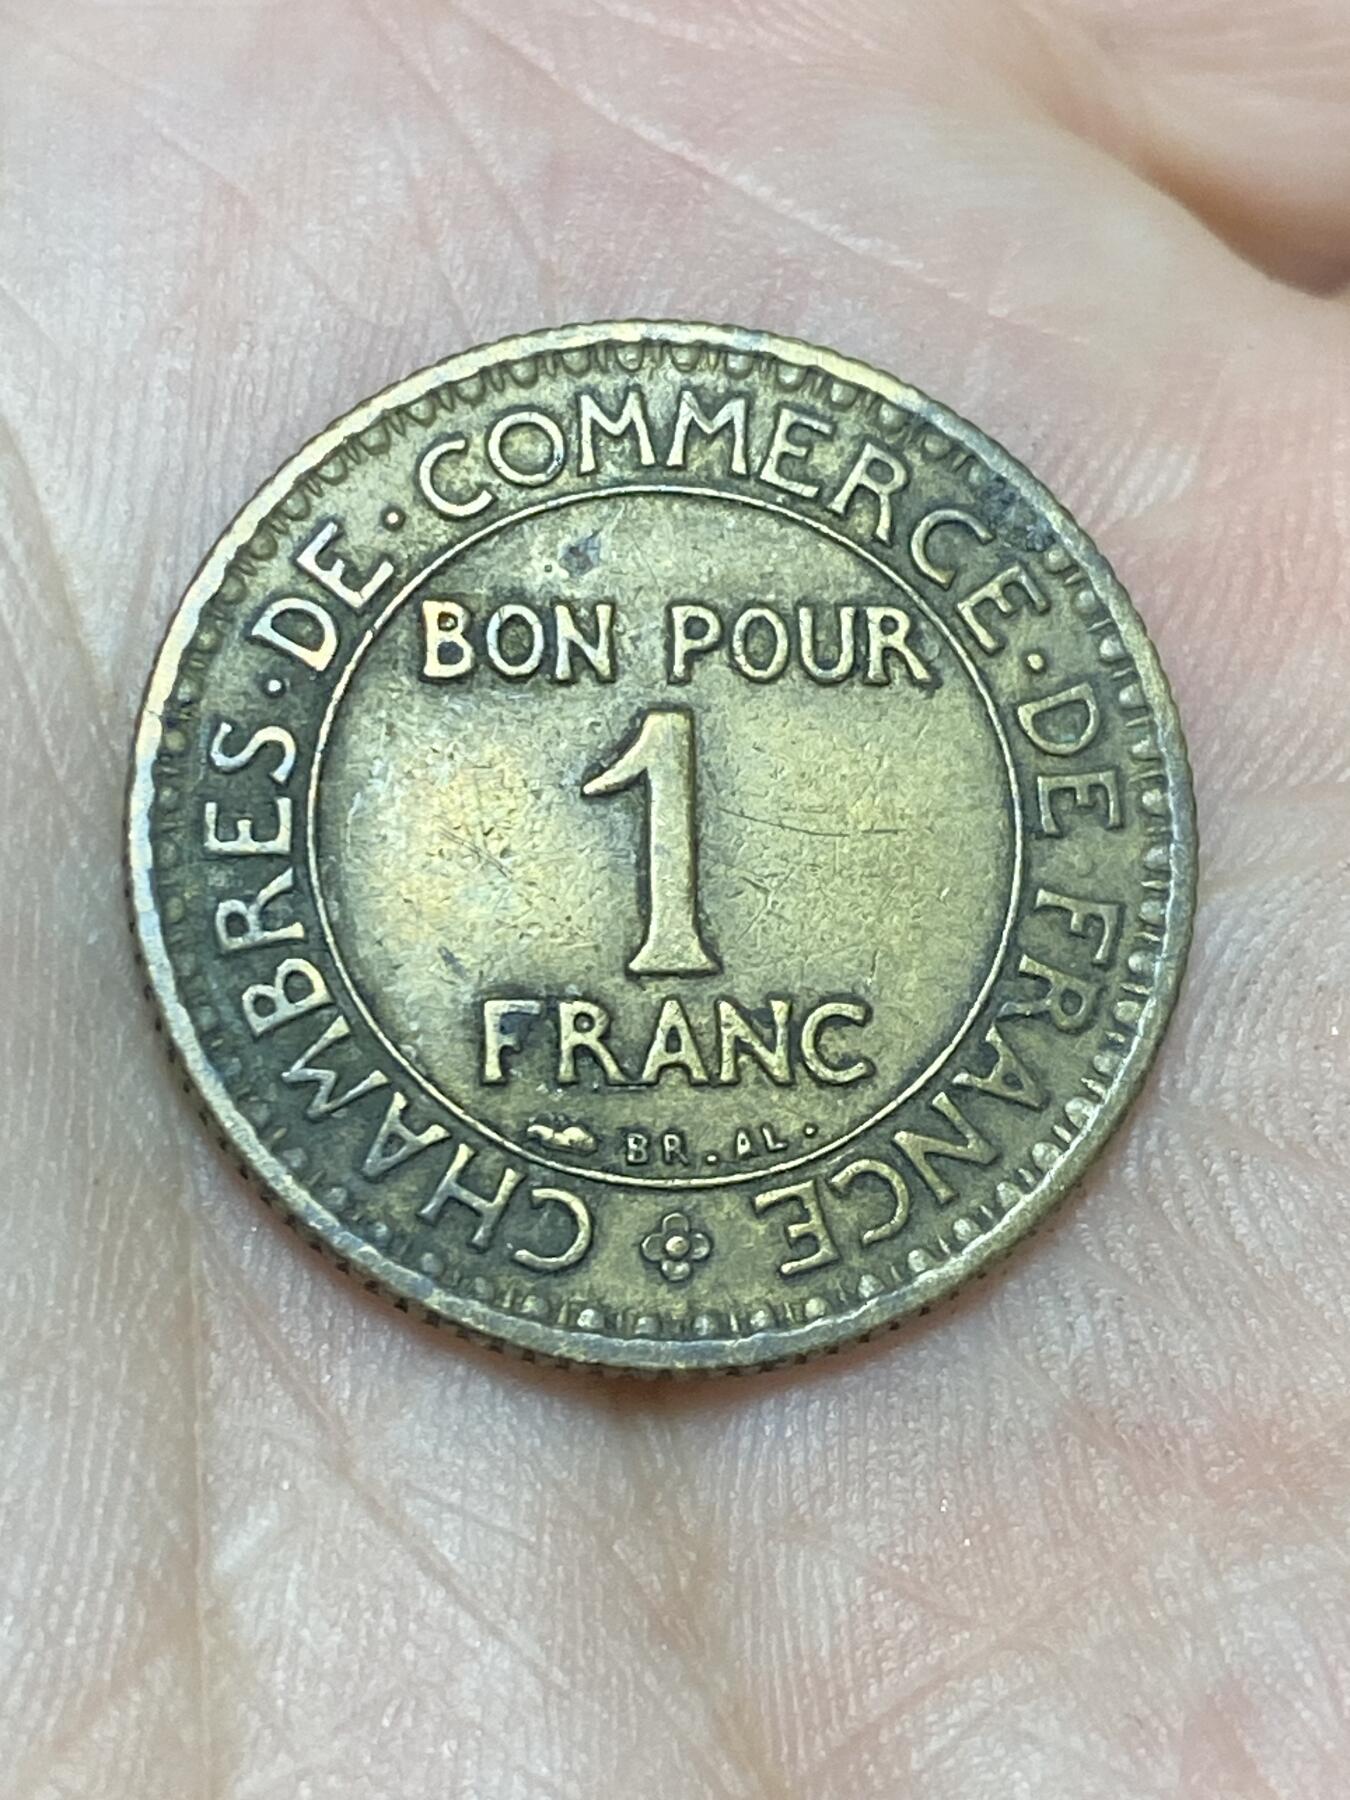 CHAMBRES·DE·COMMERCE·DE·FRANCE
BON POUR
1
FRANC
BR.AL.